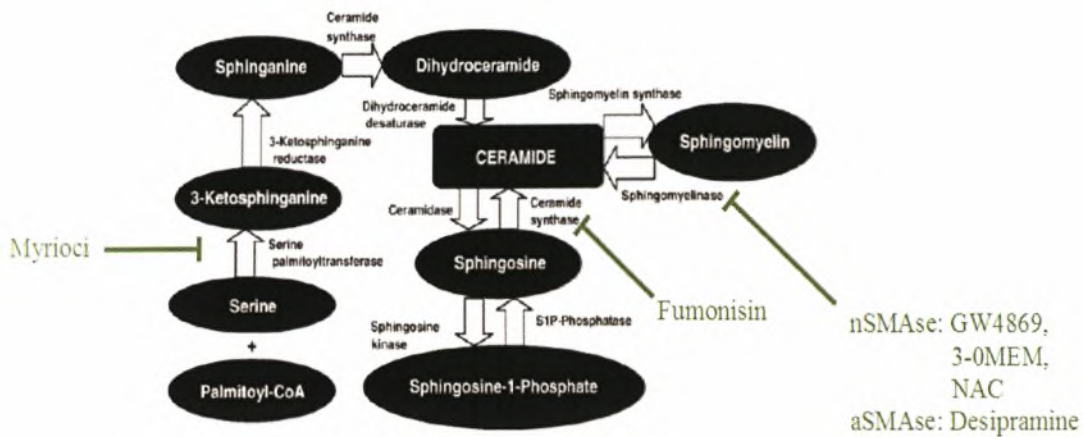 Ceramide
synthase
Sphinganine
Dihydroceramide
Dihydroceramide
desaturase
Sphingomyelin synthase
3-Ketosphinganine
reductase
CERAMIDE
Sphingomyelin
Sphingomyelinase
3-Ketosphinganine
Ceramidase
Ceramide
synthase
Myrioci
Serine
palmitoyltransferase
Sphingosine
Serine
Fumonisin
+
Sphingosine
kinase
S1P-Phosphatase
Palmitoyl-CoA
Sphingosine-1-Phosphate
nSMAse: GW4869,
3-0MEM,
NAC
aSMAse: Desipramine